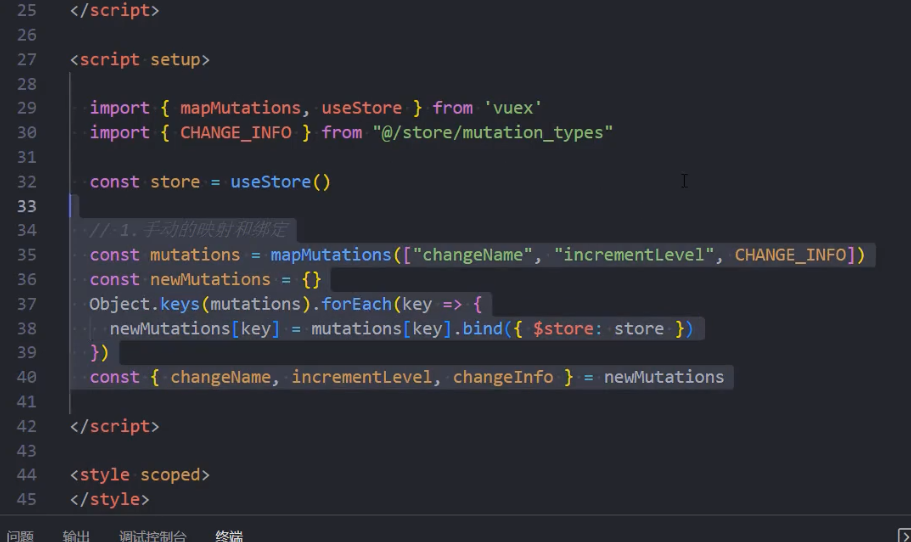 25 </script>
26
27 <script setup>
28
29 import { mapMutations, useStore } from 'vuex'
30 import { CHANGE_INFO } from "@/store/mutation_types"
31
32 const store = useStore()
33
34 // 1.手动的映射和绑定
35 const mutations = mapMutations(["changeName", "incrementLevel", CHANGE_INFO])
36 const newMutations = {}
37 Object.keys(mutations).forEach(key => {
38 newMutations[key] = mutations[key].bind({ $store: store })
39 })
40 const { changeName, incrementLevel, changeInfo } = newMutations
41
42 </script>
43
44 <style scoped>
45 </style>
问题 输出 调试控制台 终端